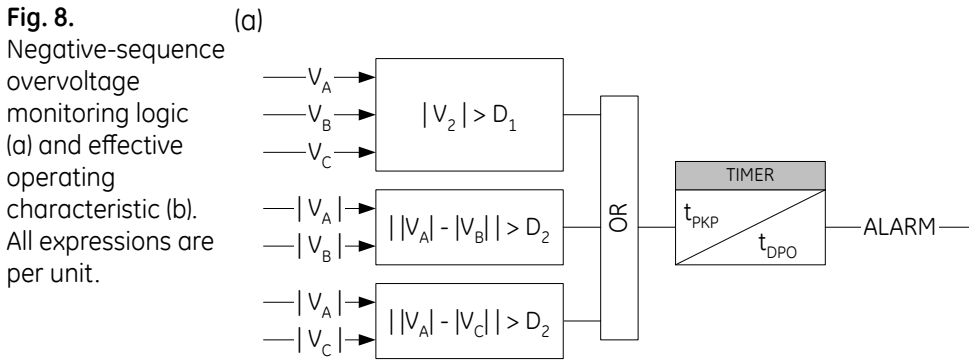 Fig. 8.
Negative-sequence
overvoltage
monitoring logic
(a) and effective
operating
characteristic (b).
All expressions are
per unit.
(a)
V_A
V_B
V_C
| V_2 | > D_1
| V_A |
| V_B |
| |V_A| - |V_B| | > D_2
| V_A |
| V_C |
| |V_A| - |V_C| | > D_2
OR
TIMER
t_PKP
t_DPO
ALARM